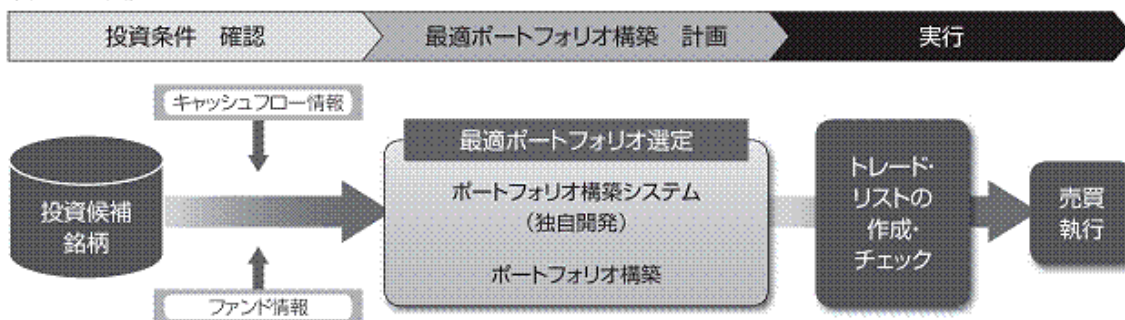 投資条件 確認
最適ポートフォリオ構築 計画
実行
キャッシュフロー情報
投資候補
銘柄
ファンド情報
最適ポートフォリオ選定
ポートフォリオ構築システム
（独自開発）
ポートフォリオ構築
トレード・
リストの
作成・
チェック
売買
執行